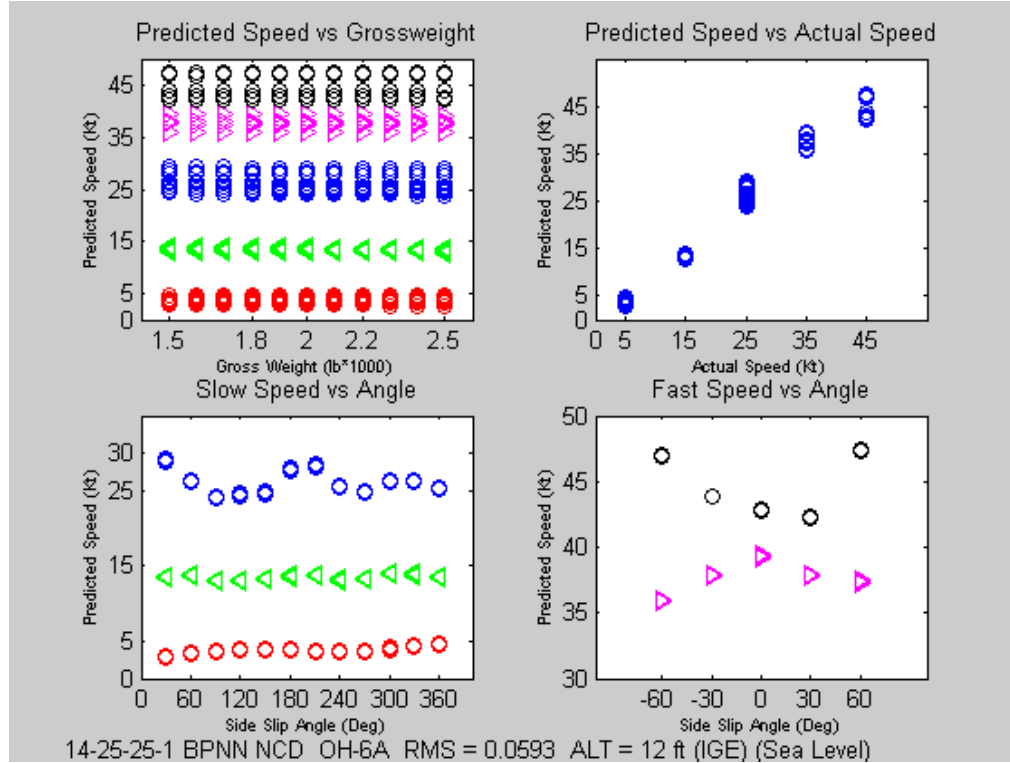 Predicted Speed vs Grossweight
Predicted Speed (Kt)
45
35
25
15
5
0
1.5 1.8 2 2.2 2.5
Gross Weight (lb*1000)
Predicted Speed vs Actual Speed
Predicted Speed (Kt)
45
35
25
15
5
0
0 5 15 25 35 45
Actual Speed (Kt)
Slow Speed vs Angle
Predicted Speed (Kt)
30
25
15
5
0
0 60 120 180 240 300 360
Side Slip Angle (Deg)
Fast Speed vs Angle
Predicted Speed (Kt)
50
45
40
35
30
-60 -30 0 30 60
Side Slip Angle (Deg)
14-25-25-1 BPNN NCD OH-6A RMS = 0.0593 ALT = 12 ft (IGE) (Sea Level)